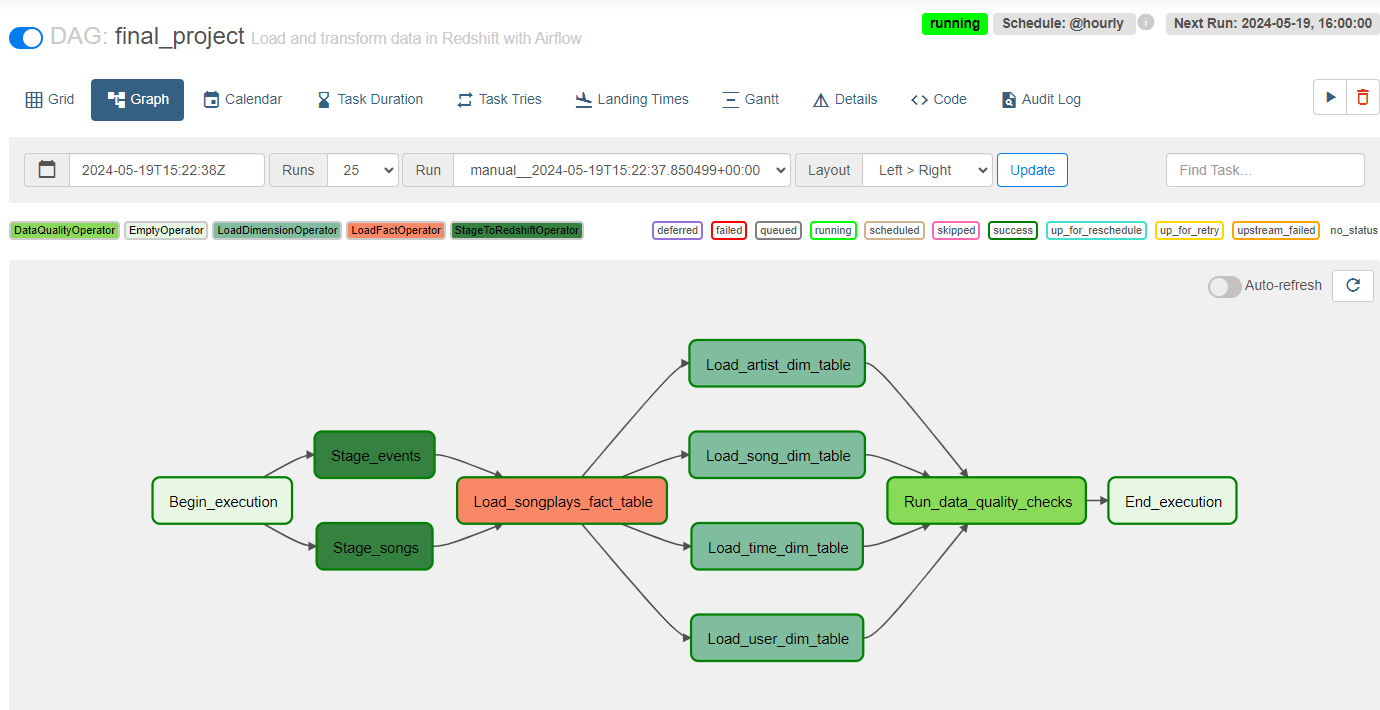 DAG: final_project Load and transform data in Redshift with Airflow
running Schedule: @hourly i Next Run: 2024-05-19, 16:00:00
Grid Graph Calendar Task Duration Task Tries Landing Times Gantt Details Code Audit Log
2024-05-19T15:22:38Z Runs 25 Run manual__2024-05-19T15:22:37.850499+00:00 Layout Left > Right Update Find Task...
DataQualityOperator EmptyOperator LoadDimensionOperator LoadFactOperator StageToRedshiftOperator deferred failed queued running scheduled skipped success up_for_reschedule up_for_retry upstream_failed no_status
Auto-refresh
Load_artist_dim_table
Stage_events Load_song_dim_table
Begin_execution Load_songplays_fact_table Run_data_quality_checks End_execution
Stage_songs Load_time_dim_table
Load_user_dim_table